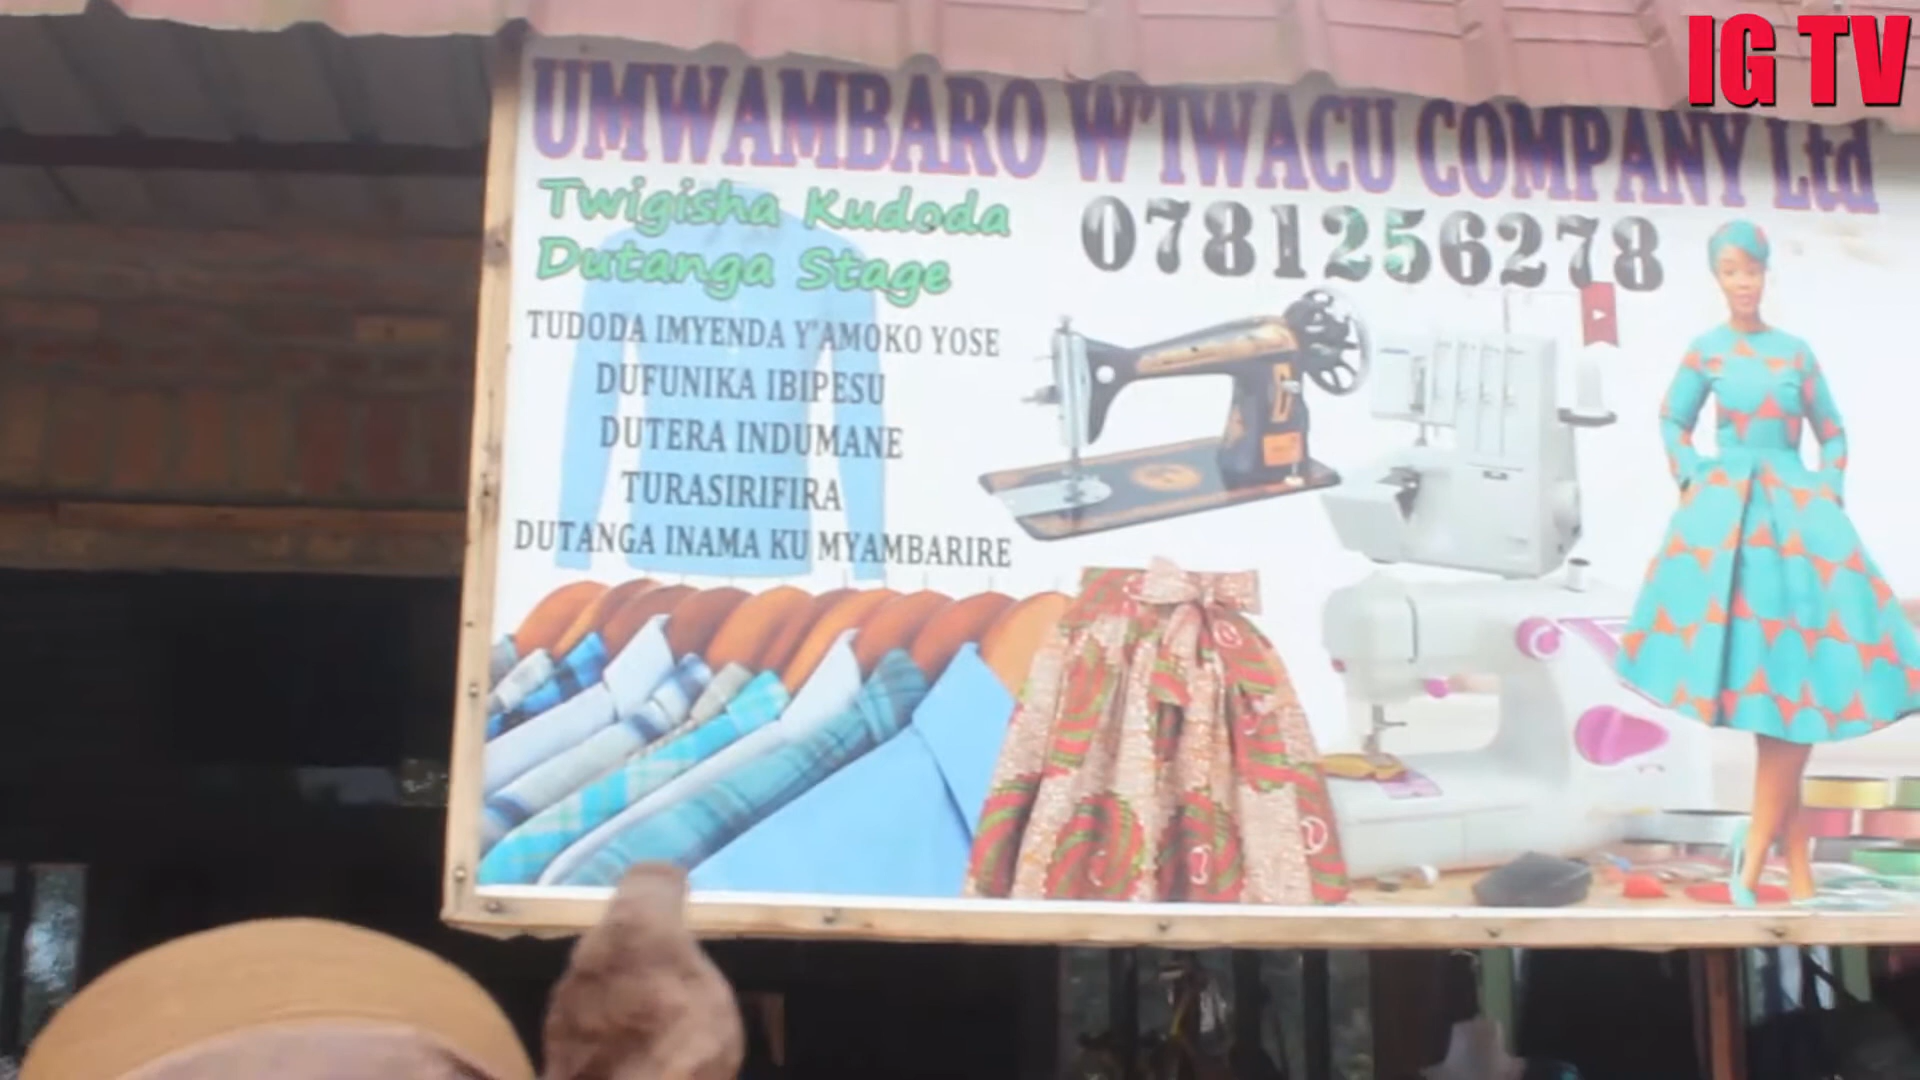 IG TV
UMWAMBARO W'IWACU COMPANY Ltd
Twigisha Kudoda
Dutanga Stage
0781256278
TUDODA IMYENDA Y'AMOKO YOSE
DUFUNIKA IBIPESU
DUTERA INDUMANE
TURASIRIFIRA
DUTANGA INAMA KU MYAMBARIRE